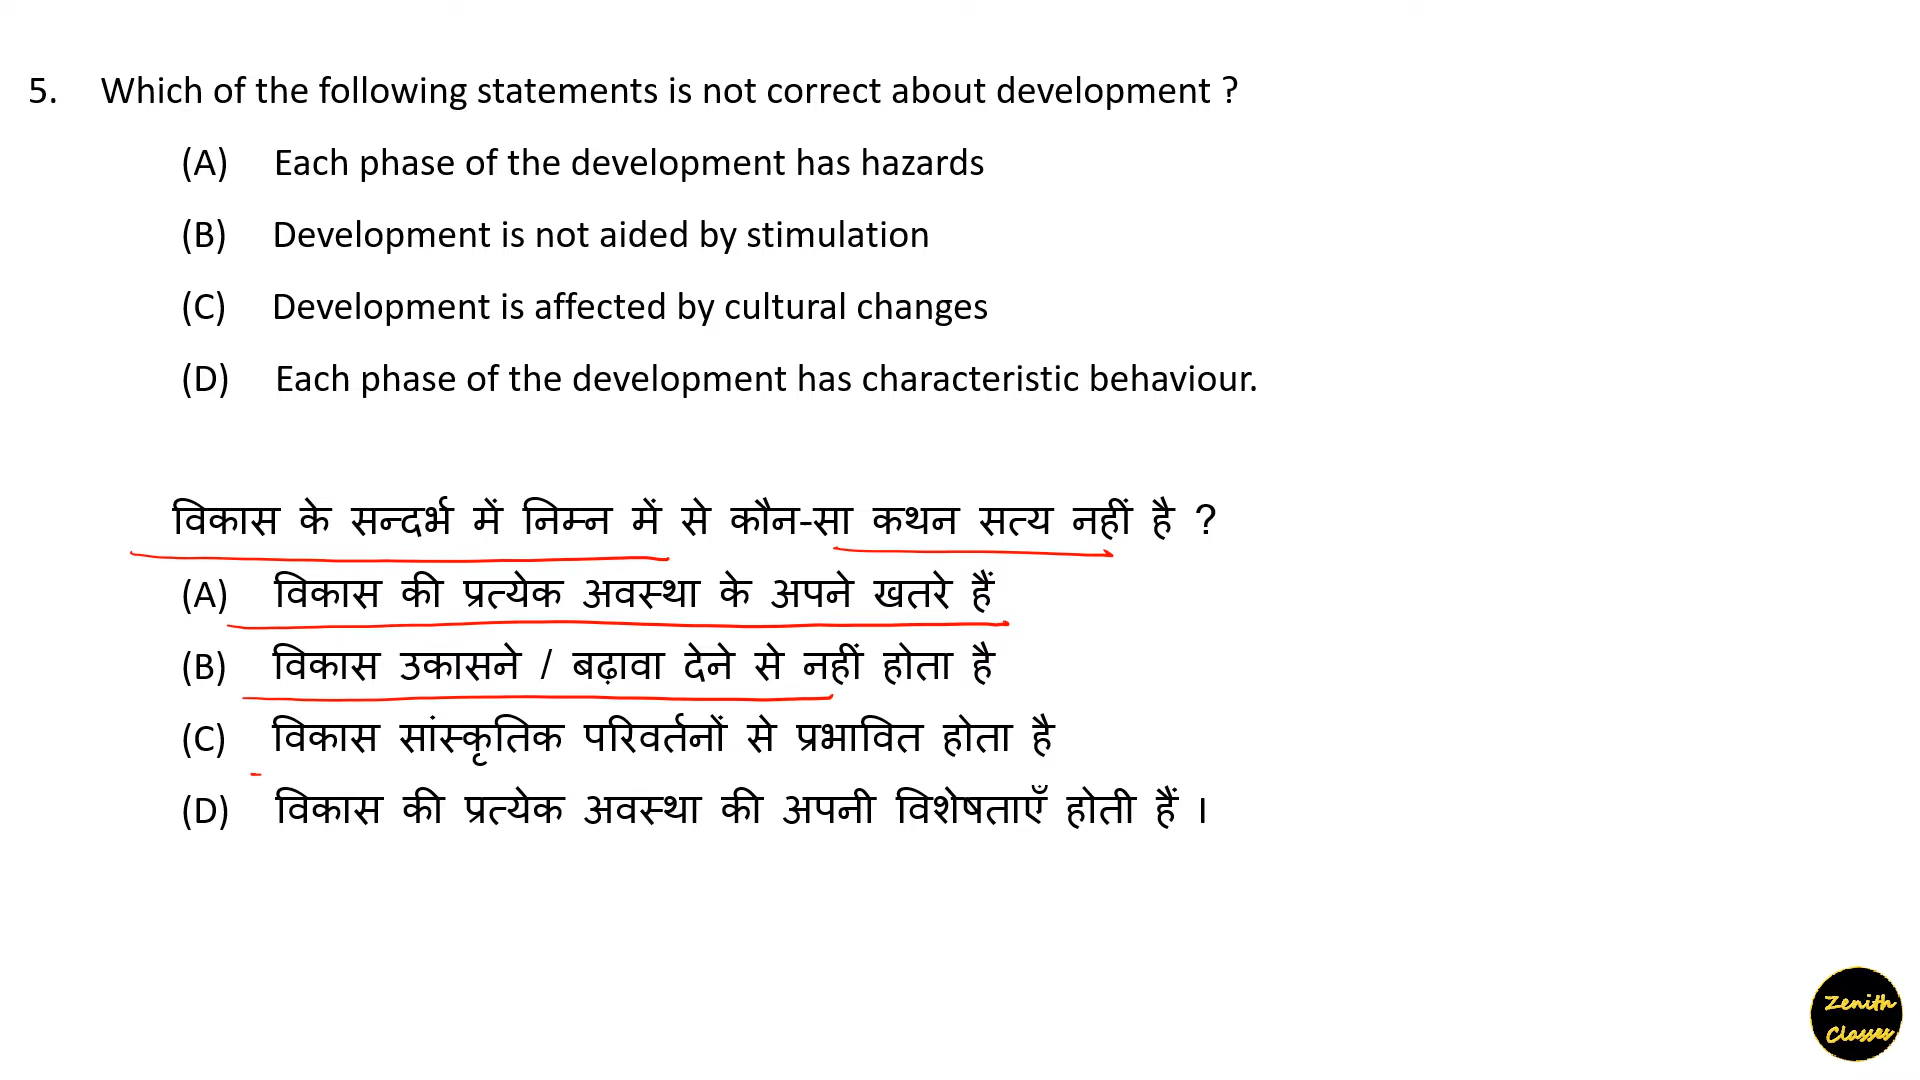 5. Which of the following statements is not correct about development ?
(A) Each phase of the development has hazards
(B) Development is not aided by stimulation
(C) Development is affected by cultural changes
(D) Each phase of the development has characteristic behaviour.
विकास के सन्दर्भ में निम्न में से कौन-सा कथन सत्य नहीं है ?
(A) विकास की प्रत्येक अवस्था के अपने खतरे हैं
(B) विकास उकासने / बढ़ावा देने से नहीं होता है
(C) विकास सांस्कृतिक परिवर्तनों से प्रभावित होता है
(D) विकास की प्रत्येक अवस्था की अपनी विशेषताएँ होती हैं ।
Zenith
Classes